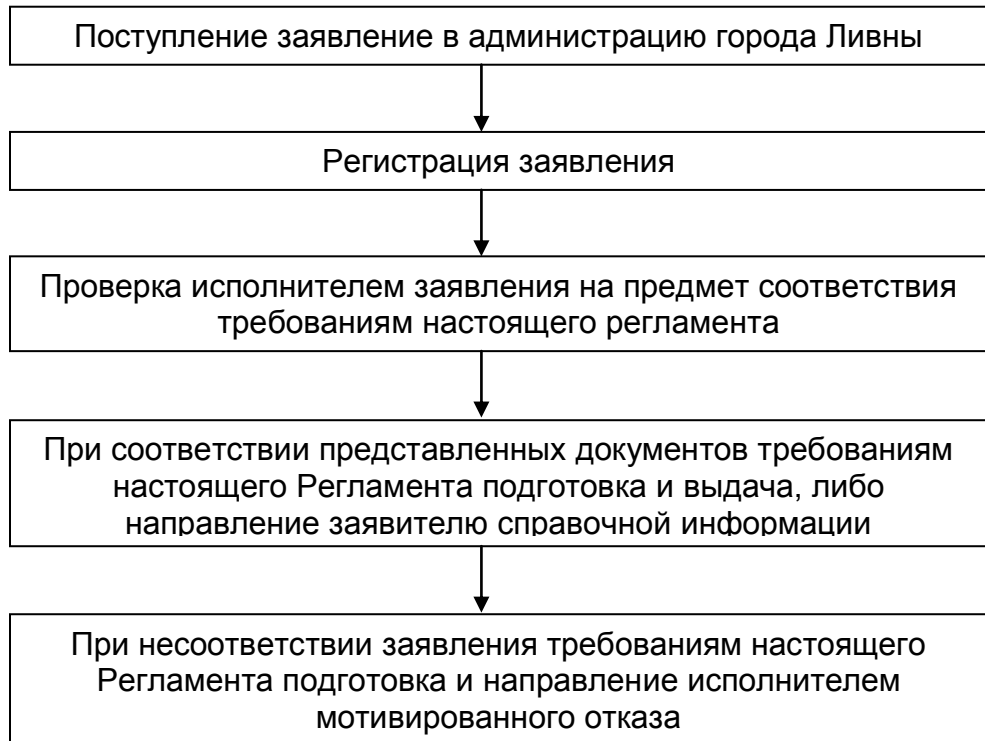 Поступление заявление в администрацию города Ливны
Регистрация заявления
Проверка исполнителем заявления на предмет соответствия
требованиям настоящего регламента
При соответствии представленных документов требованиям
настоящего Регламента подготовка и выдача, либо
направление заявителю справочной информации
При несоответствии заявления требованиям настоящего
Регламента подготовка и направление исполнителем
мотивированного отказа